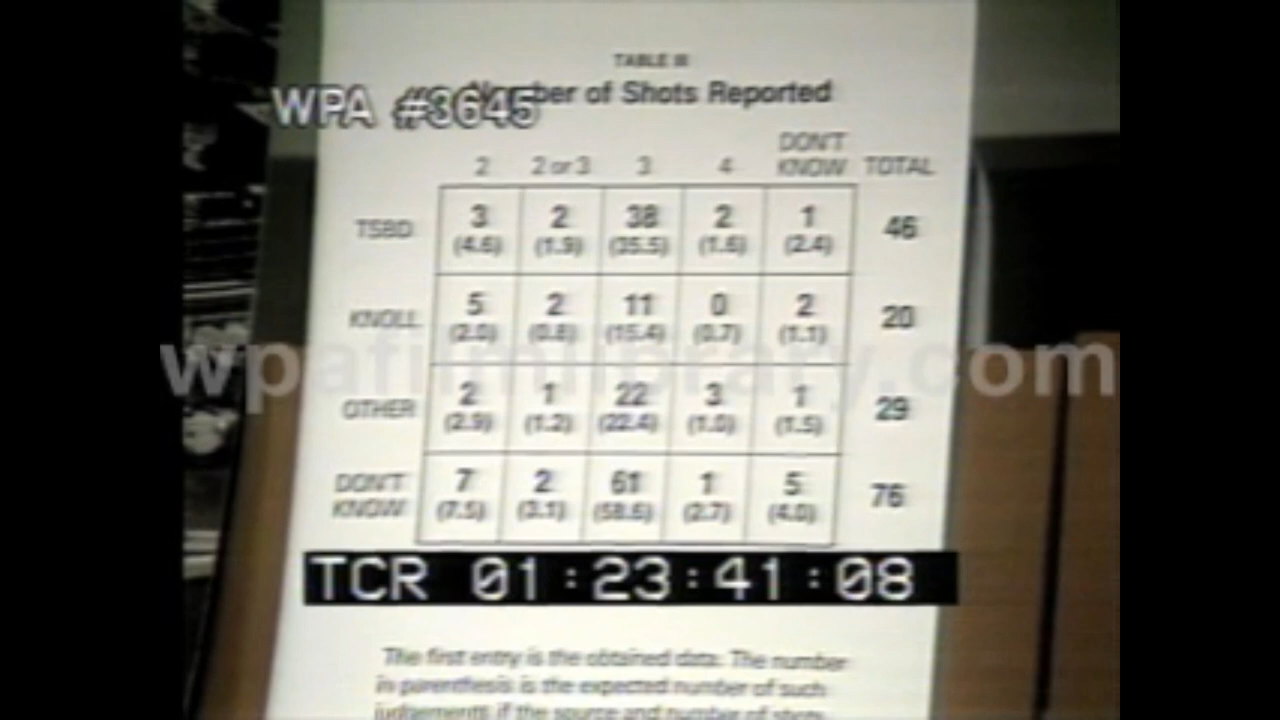 TABLE III
Number of Shots Reported
WPA #3645
DON'T
2 2 or 3 3 4 KNOW TOTAL
TSBD 3 2 38 2 1 46
(4.6) (1.9) (35.5) (1.6) (2.4)
KNOLL 5 2 11 0 2 20
(2.0) (0.8) (15.4) (0.7) (1.1)
wpafilmlibrary.com
OTHER 2 1 22 3 1 29
(2.9) (1.2) (22.4) (1.0) (1.5)
DON'T 7 2 61 1 5 76
KNOW (7.5) (3.1) (58.6) (2.7) (4.0)
TCR 01:23:41:08
The first entry is the obtained data. The number
in parenthesis is the expected number of such
judgements if the source and number of shots